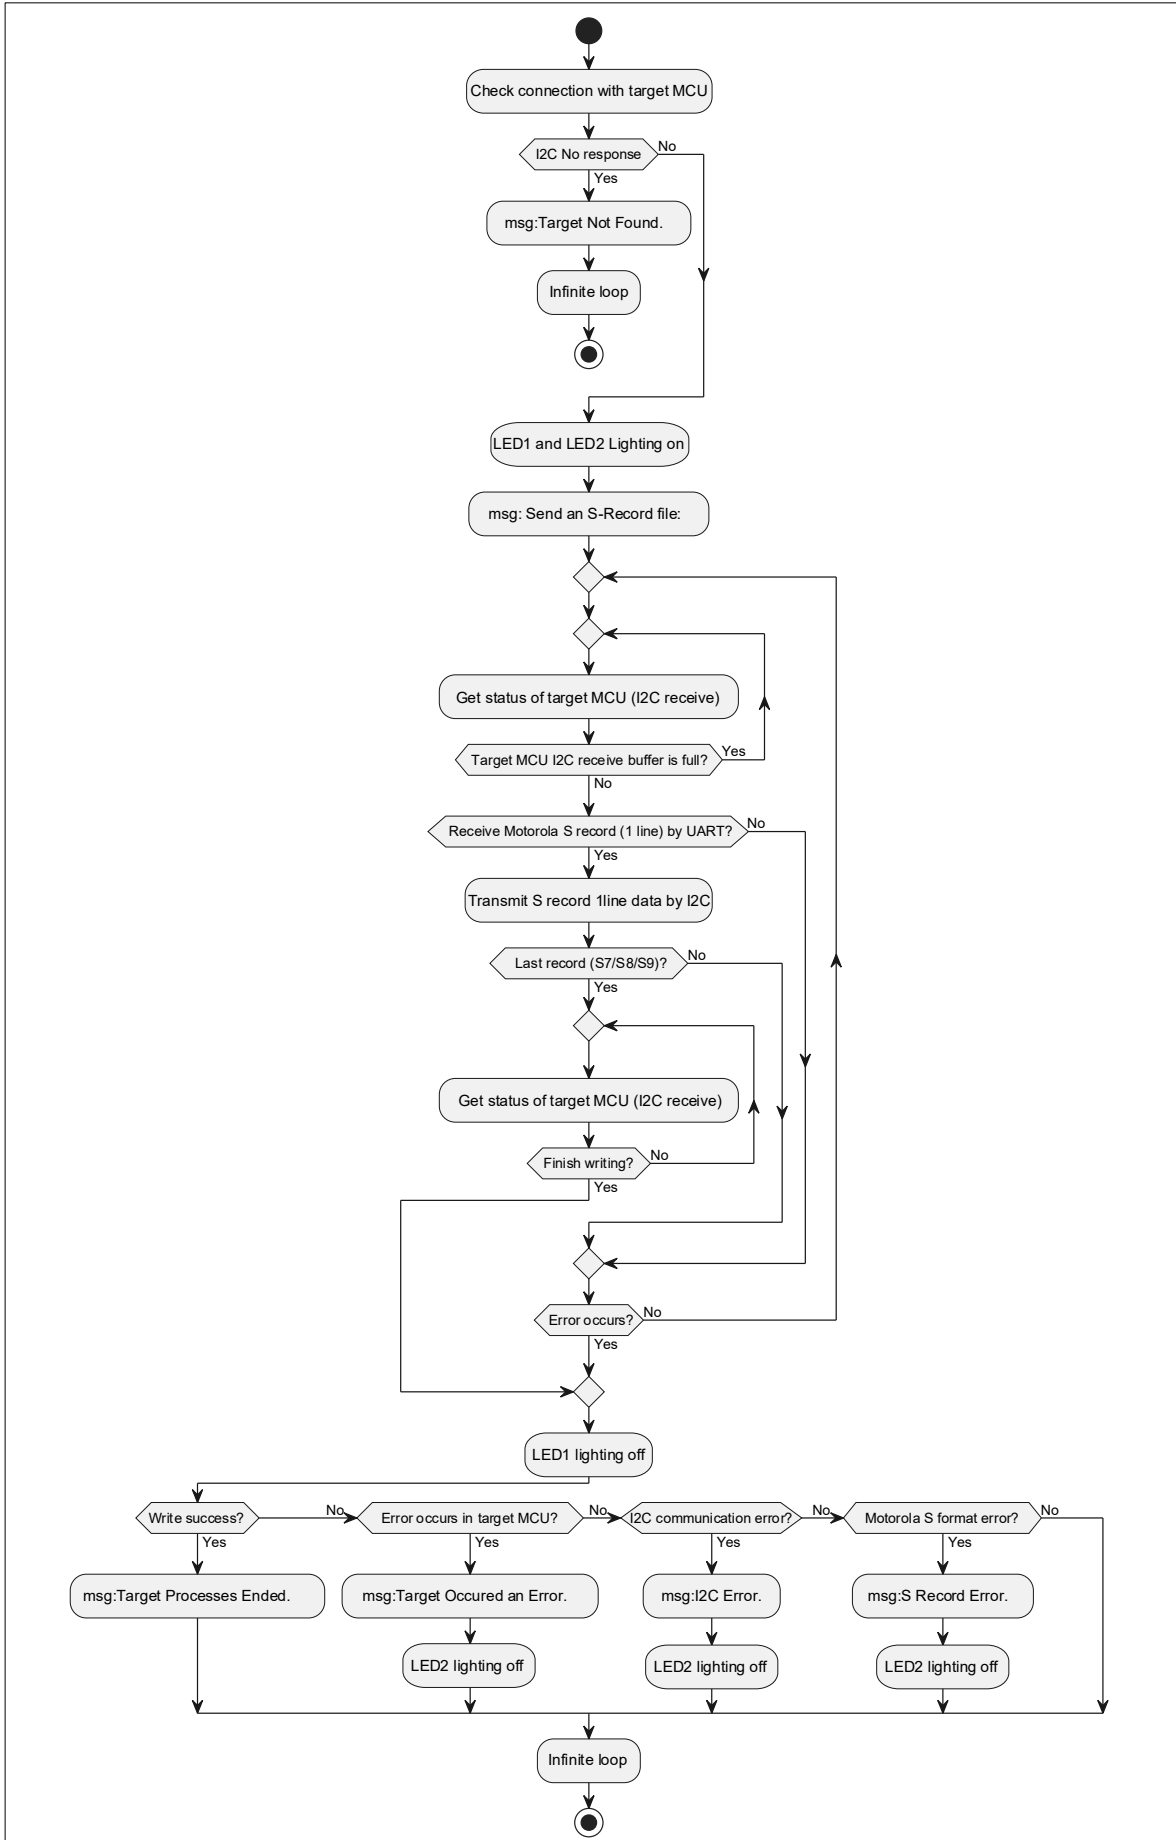 Check connection with target MCU
I2C No response
No
Yes
msg:Target Not Found.
Infinite loop
LED1 and LED2 Lighting on
msg: Send an S-Record file:
Get status of target MCU (I2C receive)
Target MCU I2C receive buffer is full?
Yes
No
Receive Motorola S record (1 line) by UART?
No
Yes
Transmit S record 1line data by I2C
Last record (S7/S8/S9)?
No
Yes
Get status of target MCU (I2C receive)
Finish writing?
No
Yes
Error occurs?
No
Yes
LED1 lighting off
Write success?
No
Error occurs in target MCU?
No
I2C communication error?
No
Motorola S format error?
No
Yes
Yes
Yes
Yes
msg:Target Processes Ended.
msg:Target Occured an Error.
msg:I2C Error.
msg:S Record Error.
LED2 lighting off
LED2 lighting off
LED2 lighting off
Infinite loop